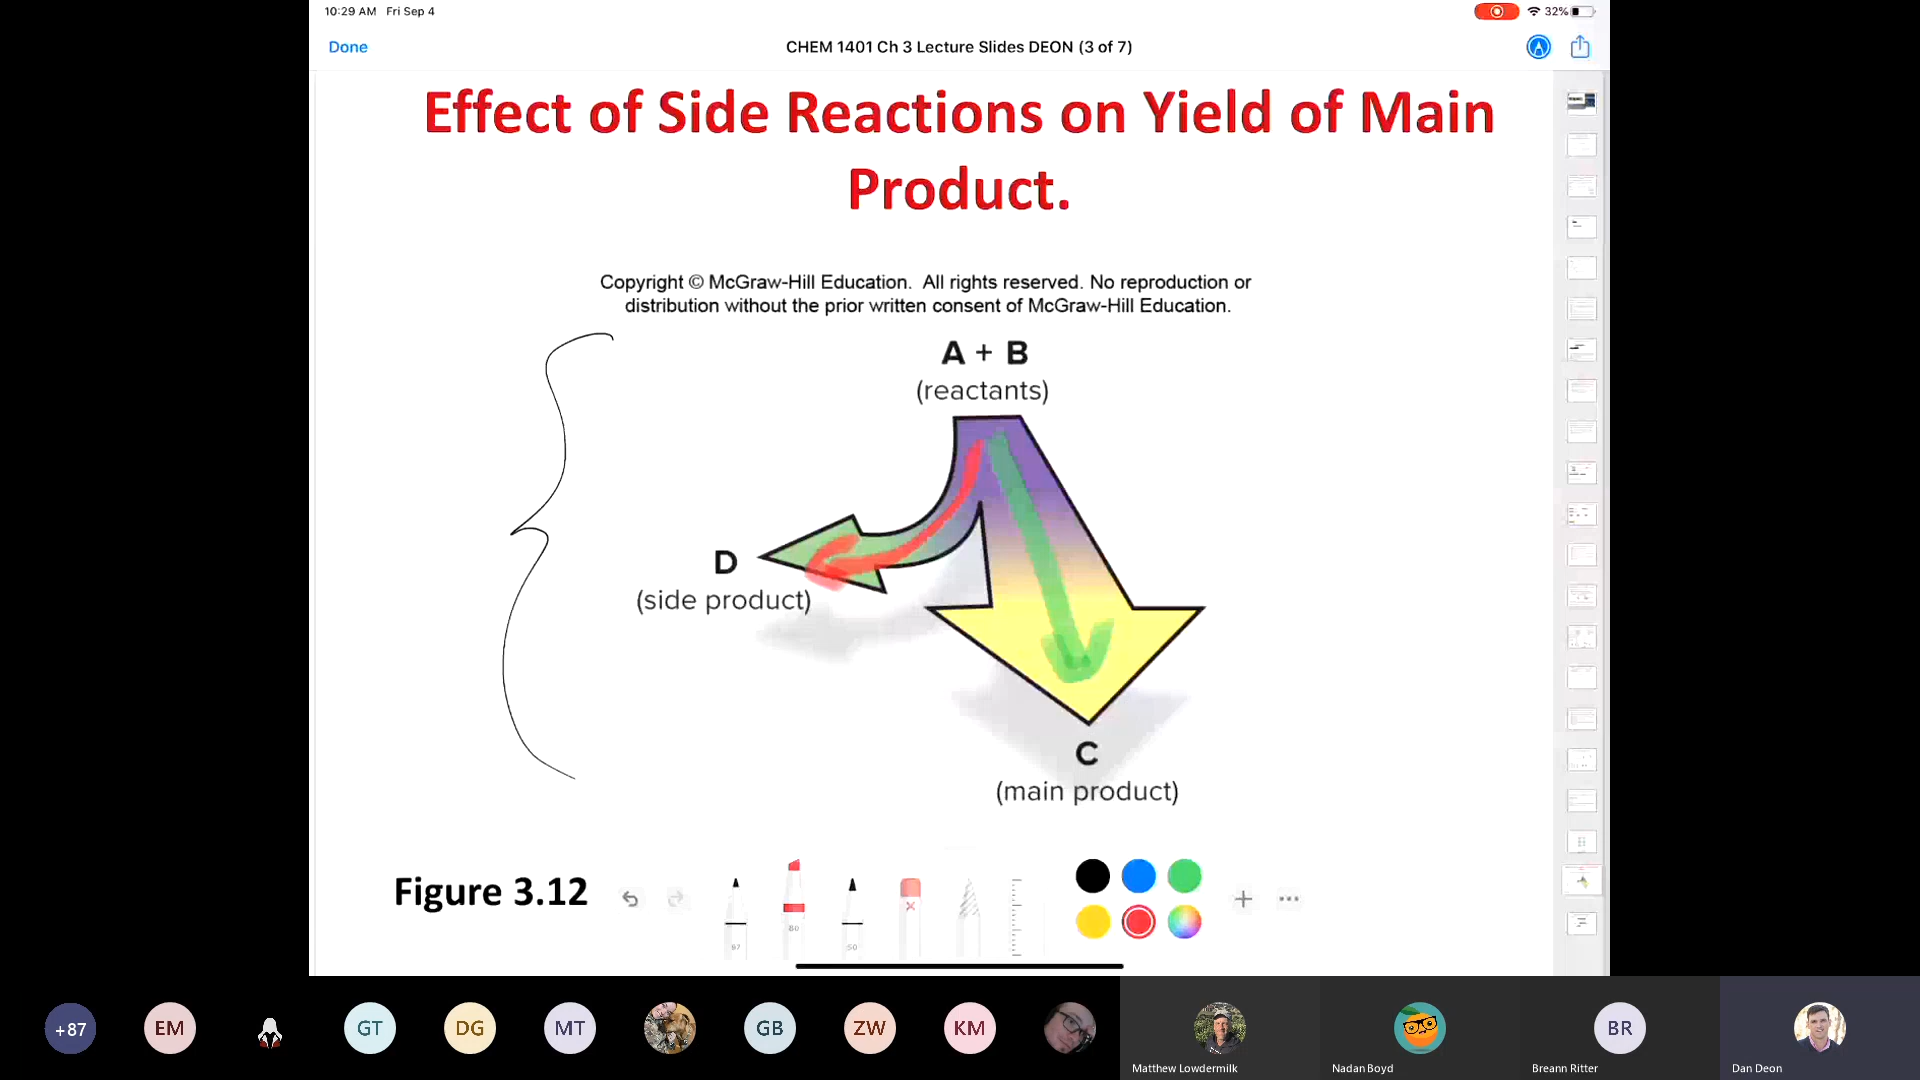 10:29 AM Fri Sep 4
32%
Done
CHEM 1401 Ch 3 Lecture Slides DEON (3 of 7)
Effect of Side Reactions on Yield of Main
Product.
Copyright © McGraw-Hill Education. All rights reserved. No reproduction or
distribution without the prior written consent of McGraw-Hill Education.
A + B
(reactants)
D
(side product)
C
(main product)
Figure 3.12
97
80
50
+87
EM
GT
DG
MT
GB
ZW
KM
BR
Matthew Lowdermilk
Nadan Boyd
Breann Ritter
Dan Deon